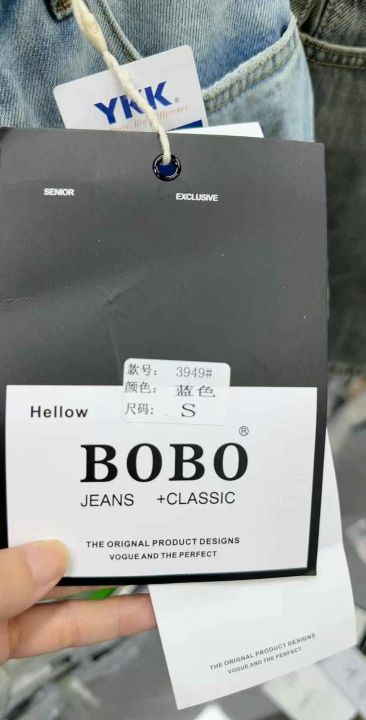 YKK®
SENIOR EXCLUSIVE
款号: 3949#
颜色: 蓝色
尺码: S
Hellow
BOBO®
JEANS +CLASSIC
THE ORIGNAL PRODUCT DESIGNS
VOGUE AND THE PERFECT
THE ORIGNAL PRODUCT DESIGNS
VOGUE AND THE PERFECT